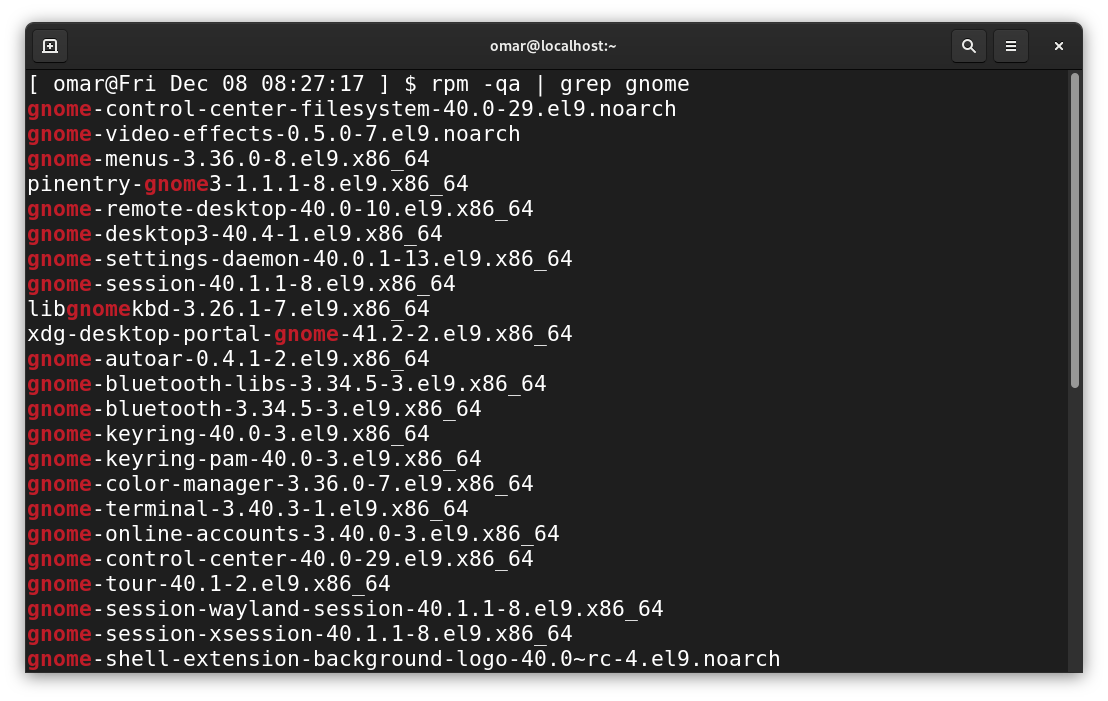 omar@localhost:~
[ omar@Fri Dec 08 08:27:17 ] $ rpm -qa | grep gnome
gnome-control-center-filesystem-40.0-29.el9.noarch
gnome-video-effects-0.5.0-7.el9.noarch
gnome-menus-3.36.0-8.el9.x86_64
pinentry-gnome3-1.1.1-8.el9.x86_64
gnome-remote-desktop-40.0-10.el9.x86_64
gnome-desktop3-40.4-1.el9.x86_64
gnome-settings-daemon-40.0.1-13.el9.x86_64
gnome-session-40.1.1-8.el9.x86_64
libgnomekbd-3.26.1-7.el9.x86_64
xdg-desktop-portal-gnome-41.2-2.el9.x86_64
gnome-autoar-0.4.1-2.el9.x86_64
gnome-bluetooth-libs-3.34.5-3.el9.x86_64
gnome-bluetooth-3.34.5-3.el9.x86_64
gnome-keyring-40.0-3.el9.x86_64
gnome-keyring-pam-40.0-3.el9.x86_64
gnome-color-manager-3.36.0-7.el9.x86_64
gnome-terminal-3.40.3-1.el9.x86_64
gnome-online-accounts-3.40.0-3.el9.x86_64
gnome-control-center-40.0-29.el9.x86_64
gnome-tour-40.1-2.el9.x86_64
gnome-session-wayland-session-40.1.1-8.el9.x86_64
gnome-session-xsession-40.1.1-8.el9.x86_64
gnome-shell-extension-background-logo-40.0~rc-4.el9.noarch